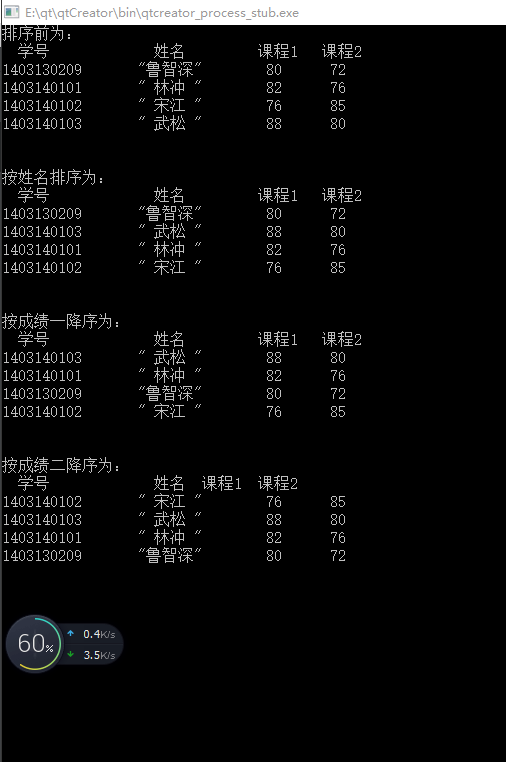 E:\qt\qtCreator\bin\qtcreator_process_stub.exe
排序前为:
学号 姓名 课程1 课程2
1403130209 "鲁智深" 80 72
1403140101 " 林冲 " 82 76
1403140102 " 宋江 " 76 85
1403140103 " 武松 " 88 80
按姓名排序为:
学号 姓名 课程1 课程2
1403130209 "鲁智深" 80 72
1403140103 " 武松 " 88 80
1403140101 " 林冲 " 82 76
1403140102 " 宋江 " 76 85
按成绩一降序为:
学号 姓名 课程1 课程2
1403140103 " 武松 " 88 80
1403140101 " 林冲 " 82 76
1403130209 "鲁智深" 80 72
1403140102 " 宋江 " 76 85
按成绩二降序为:
学号 姓名 课程1 课程2
1403140102 " 宋江 " 76 85
1403140103 " 武松 " 88 80
1403140101 " 林冲 " 82 76
1403130209 "鲁智深" 80 72
60%
0.4K/s
3.5K/s